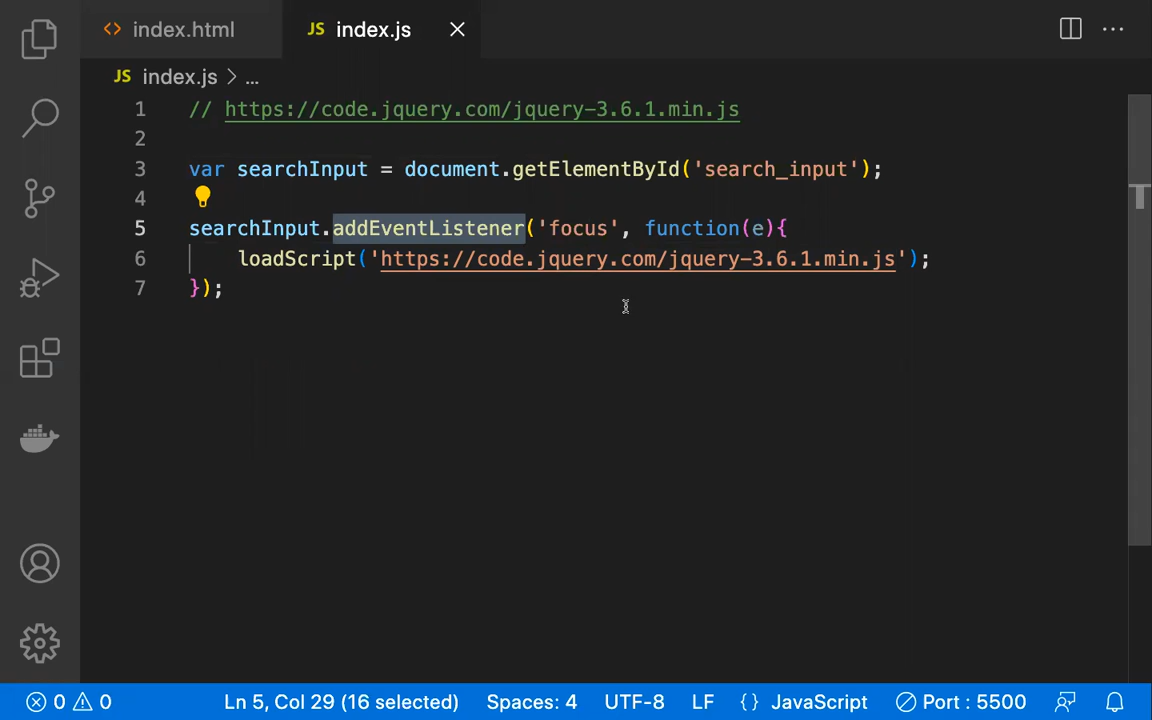 <> index.html JS index.js
JS index.js > ...
1 // https://code.jquery.com/jquery-3.6.1.min.js
2
3 var searchInput = document.getElementById('search_input');
4
5 searchInput.addEventListener('focus', function(e){
6     loadScript('https://code.jquery.com/jquery-3.6.1.min.js');
7 });
0 0 Ln 5, Col 29 (16 selected) Spaces: 4 UTF-8 LF {} JavaScript Port : 5500